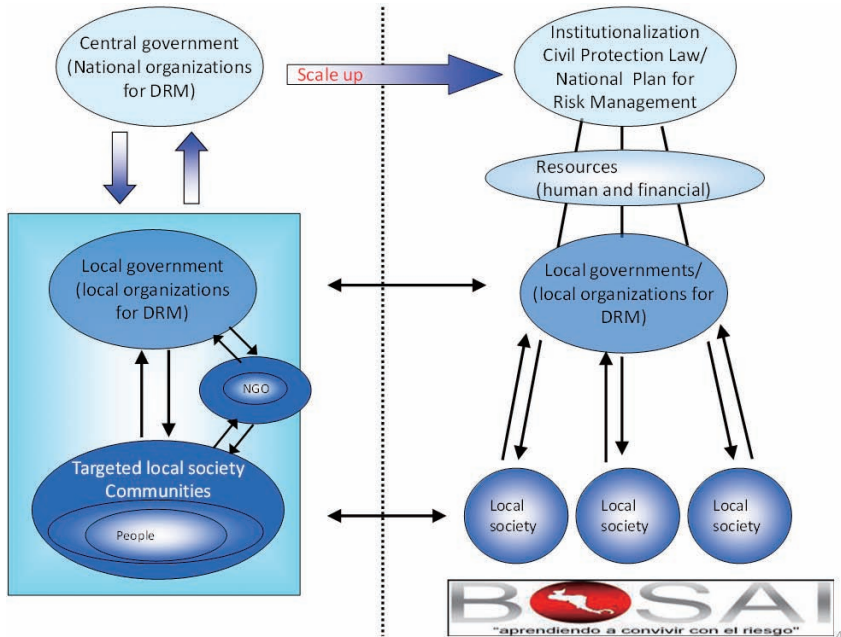 Central government
(National organizations
for DRM)
Scale up
Institutionalization
Civil Protection Law/
National Plan for
Risk Management
Resources
(human and financial)
Local government
(local organizations
for DRM)
NGO
Targeted local society
Communities
People
Local governments/
(local organizations for
DRM)
Local
society
Local
society
Local
society
BOSAI
"aprendiendo a convivir con el riesgo"
4